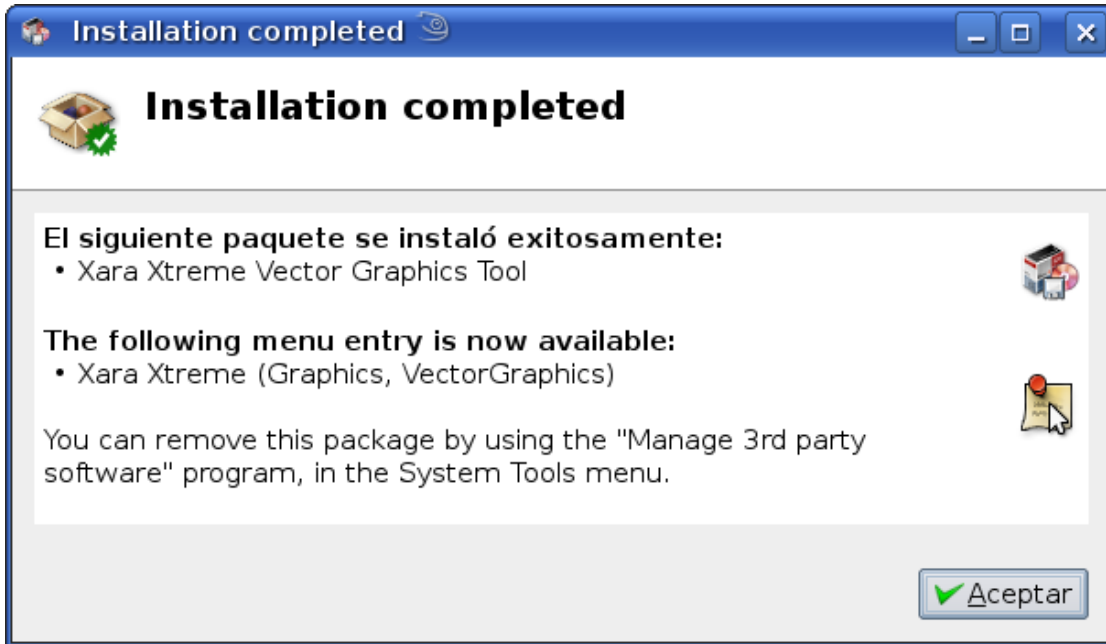 Installation completed
Installation completed
El siguiente paquete se instaló exitosamente:
• Xara Xtreme Vector Graphics Tool
The following menu entry is now available:
• Xara Xtreme (Graphics, VectorGraphics)
You can remove this package by using the "Manage 3rd party
software" program, in the System Tools menu.
Aceptar